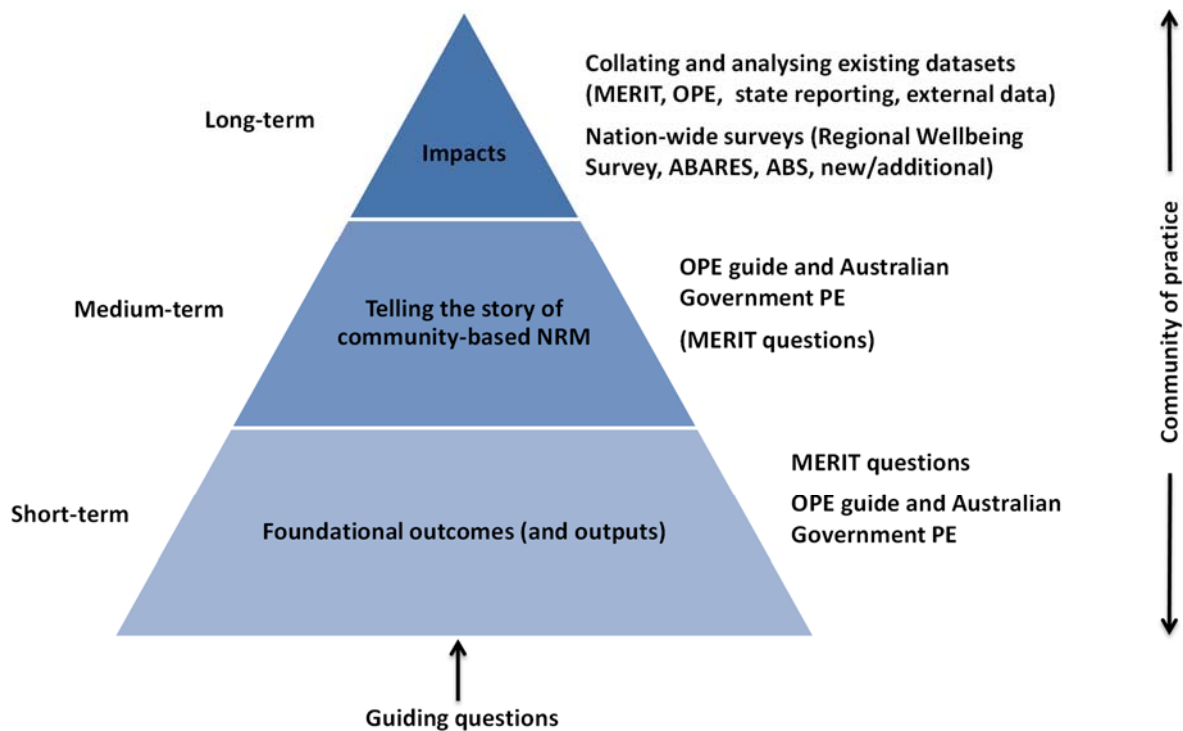 Long-term
Impacts
Collating and analysing existing datasets
(MERIT, OPE, state reporting, external data)
Nation-wide surveys (Regional Wellbeing
Survey, ABARES, ABS, new/additional)
Medium-term
Telling the story of
community-based NRM
OPE guide and Australian
Government PE
(MERIT questions)
Short-term
Foundational outcomes (and outputs)
MERIT questions
OPE guide and Australian
Government PE
Guiding questions
Community of practice